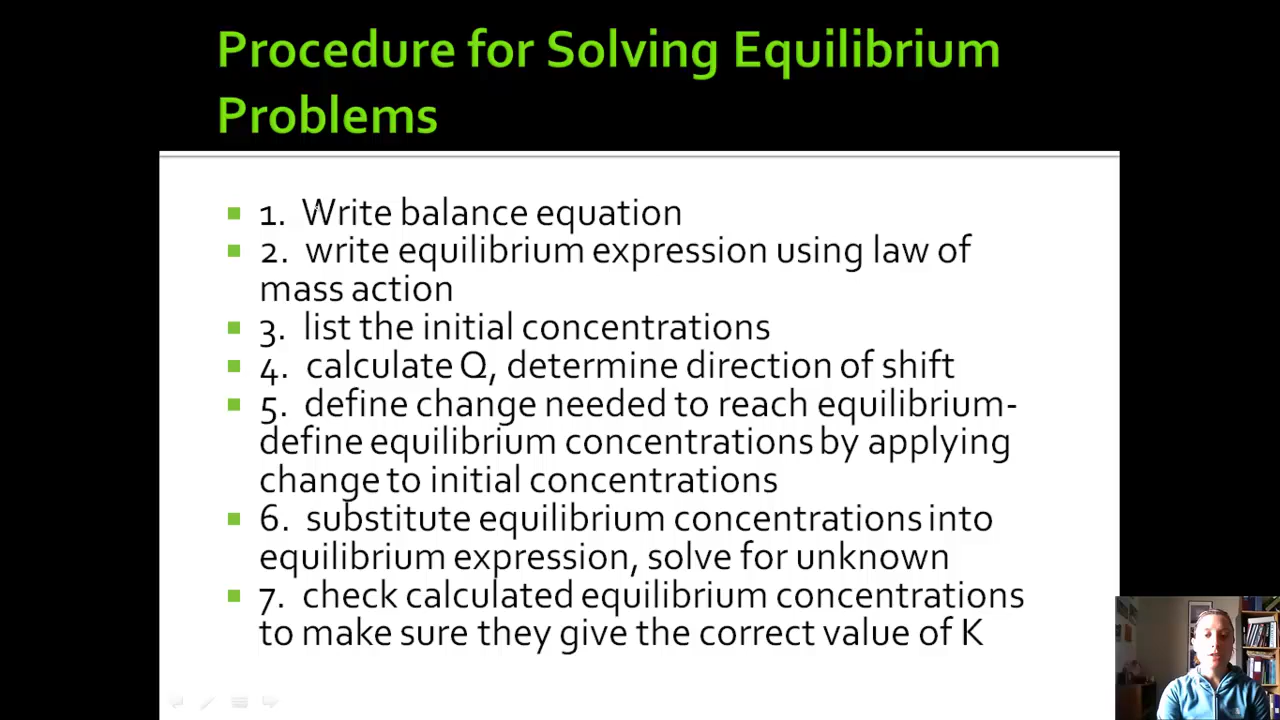 Procedure for Solving Equilibrium
Problems
1. Write balance equation
2. write equilibrium expression using law of
mass action
3. list the initial concentrations
4. calculate Q, determine direction of shift
5. define change needed to reach equilibrium-
define equilibrium concentrations by applying
change to initial concentrations
6. substitute equilibrium concentrations into
equilibrium expression, solve for unknown
7. check calculated equilibrium concentrations
to make sure they give the correct value of K